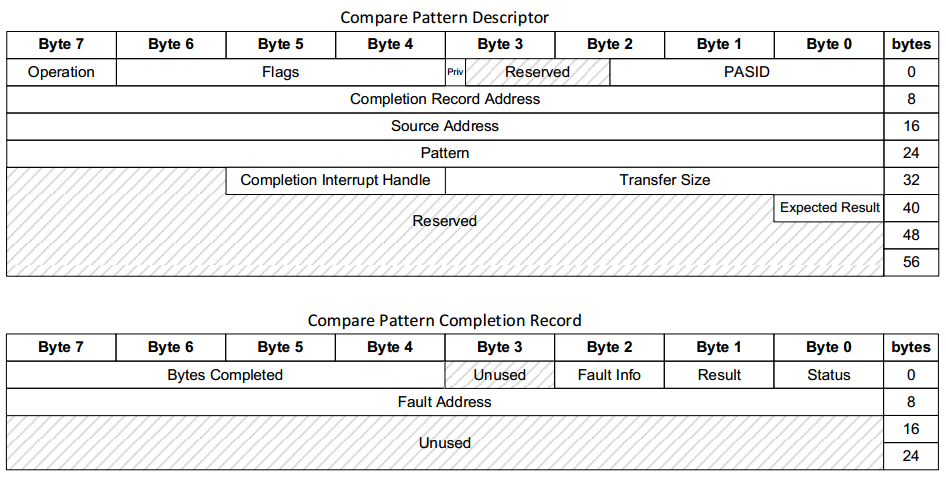 Compare Pattern Descriptor
Byte 7 Byte 6 Byte 5 Byte 4 Byte 3 Byte 2 Byte 1 Byte 0 bytes
Operation Flags Priv Reserved PASID 0
Completion Record Address 8
Source Address 16
Pattern 24
Completion Interrupt Handle Transfer Size 32
Expected Result 40
Reserved
48
56
Compare Pattern Completion Record
Byte 7 Byte 6 Byte 5 Byte 4 Byte 3 Byte 2 Byte 1 Byte 0 bytes
Bytes Completed Unused Fault Info Result Status 0
Fault Address 8
16
Unused
24